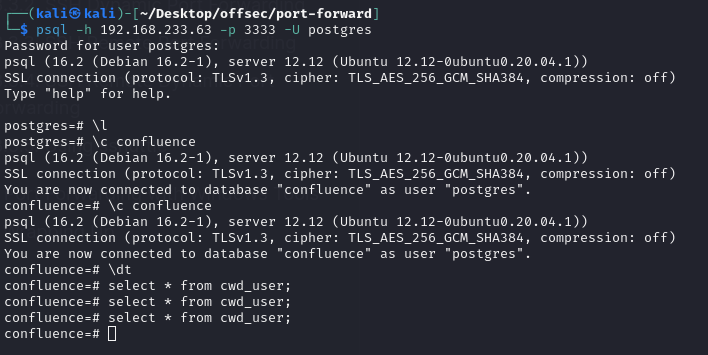 ┌──(kali㉿kali)-[~/Desktop/offsec/port-forward]
└─$ psql -h 192.168.233.63 -p 3333 -U postgres
Password for user postgres:
psql (16.2 (Debian 16.2-1), server 12.12 (Ubuntu 12.12-0ubuntu0.20.04.1))
SSL connection (protocol: TLSv1.3, cipher: TLS_AES_256_GCM_SHA384, compression: off)
Type "help" for help.
postgres=# \l
postgres=# \c confluence
psql (16.2 (Debian 16.2-1), server 12.12 (Ubuntu 12.12-0ubuntu0.20.04.1))
SSL connection (protocol: TLSv1.3, cipher: TLS_AES_256_GCM_SHA384, compression: off)
You are now connected to database "confluence" as user "postgres".
confluence=# \c confluence
psql (16.2 (Debian 16.2-1), server 12.12 (Ubuntu 12.12-0ubuntu0.20.04.1))
SSL connection (protocol: TLSv1.3, cipher: TLS_AES_256_GCM_SHA384, compression: off)
You are now connected to database "confluence" as user "postgres".
confluence=# \dt
confluence=# select * from cwd_user;
confluence=# select * from cwd_user;
confluence=# select * from cwd_user;
confluence=#